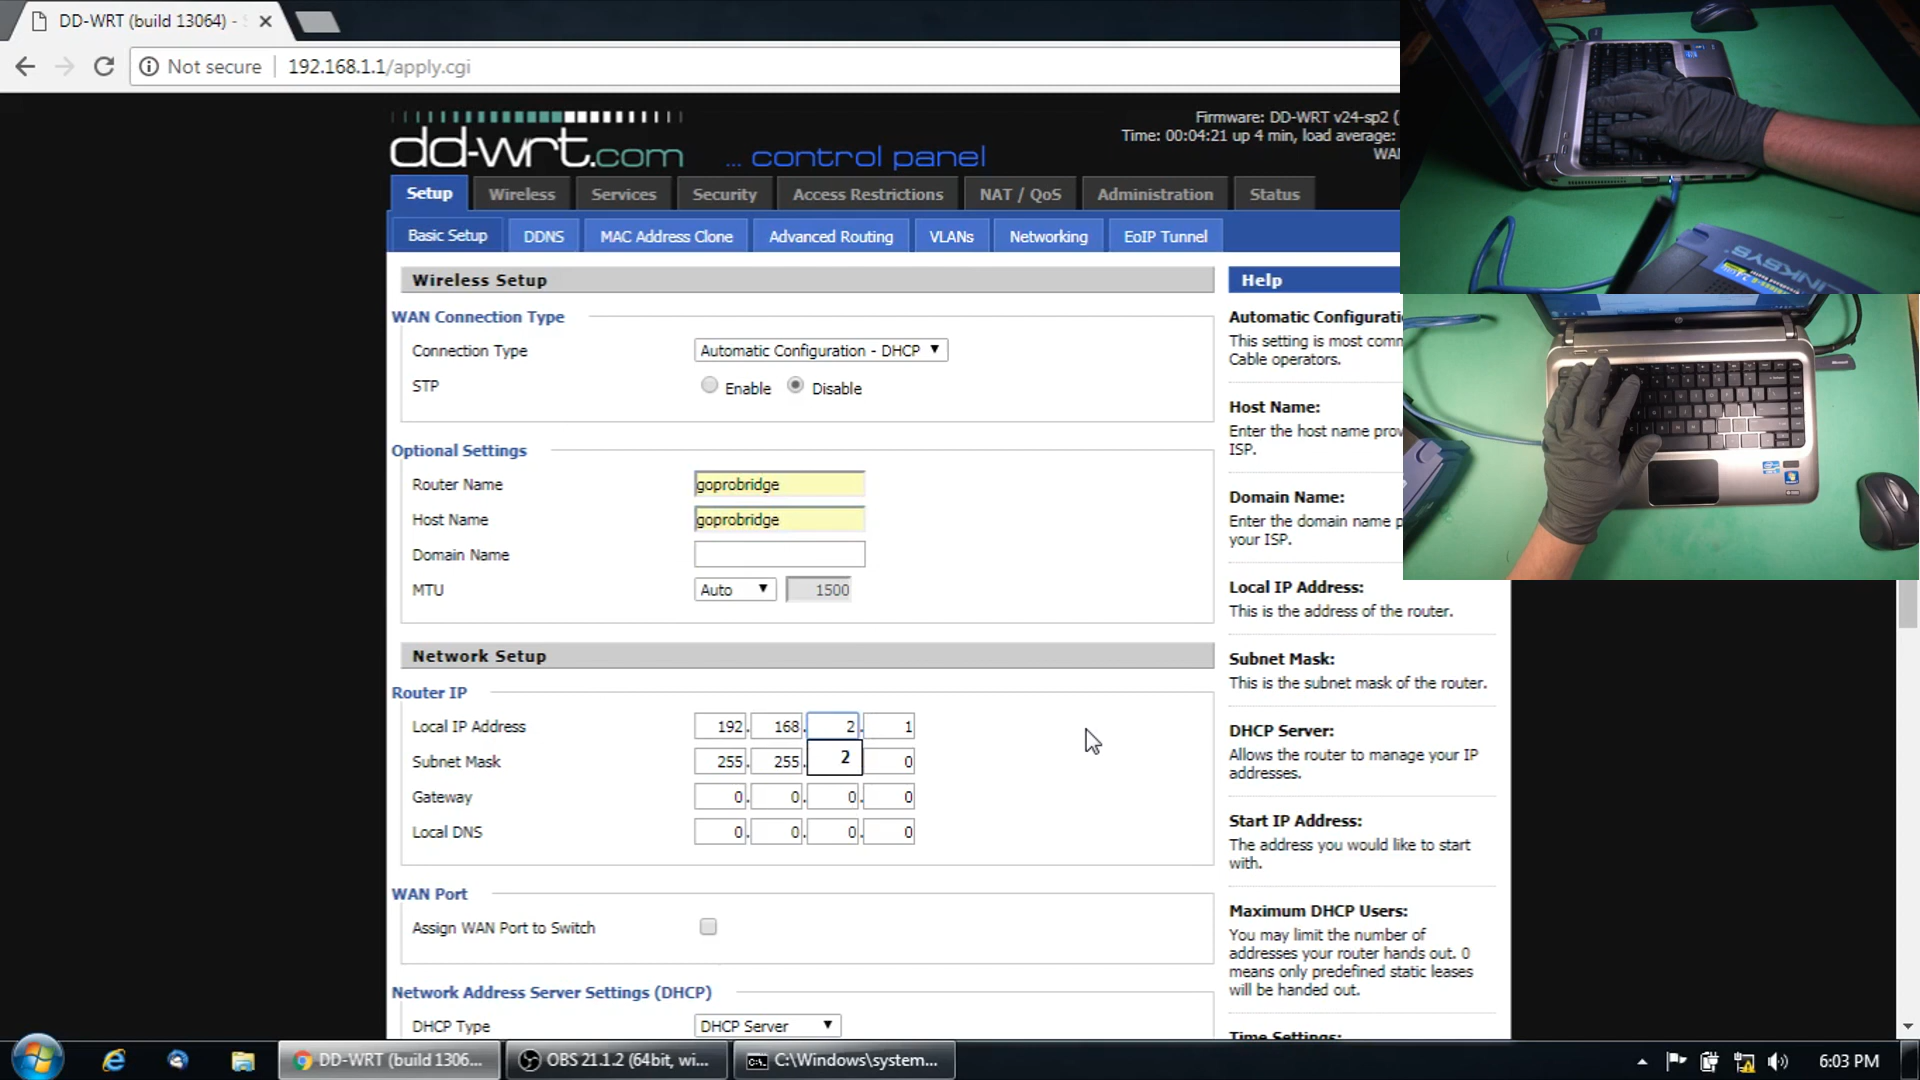 DD-WRT (build 13064) -
Not secure
192.168.1.1/apply.cgi
dd-wrt.com
... control panel
Firmware: DD-WRT v24-sp2 (
Time: 00:04:21 up 4 min, load average:
WAN
Setup
Wireless
Services
Security
Access Restrictions
NAT / QoS
Administration
Status
Basic Setup
DDNS
MAC Address Clone
Advanced Routing
VLANs
Networking
EoIP Tunnel
Wireless Setup
WAN Connection Type
Connection Type
Automatic Configuration - DHCP
STP
Enable
Disable
Optional Settings
Router Name
goprobridge
Host Name
goprobridge
Domain Name
MTU
Auto
1500
Network Setup
Router IP
Local IP Address
192. 168. 2. 1
Subnet Mask
255. 255. 0
2
Gateway
0. 0. 0. 0
Local DNS
0. 0. 0. 0
WAN Port
Assign WAN Port to Switch
Network Address Server Settings (DHCP)
DHCP Type
DHCP Server
Help
Automatic Configurati
This setting is most comm
Cable operators.
Host Name:
Enter the host name prov
ISP.
Domain Name:
Enter the domain name p
your ISP.
Local IP Address:
This is the address of the router.
Subnet Mask:
This is the subnet mask of the router.
DHCP Server:
Allows the router to manage your IP
addresses.
Start IP Address:
The address you would like to start
with.
Maximum DHCP Users:
You may limit the number of
addresses your router hands out. 0
means only predefined static leases
will be handed out.
Time Settings:
LINKSYS
DD-WRT (build 1306...
OBS 21.1.2 (64bit, wi...
C:\Windows\system...
6:03 PM